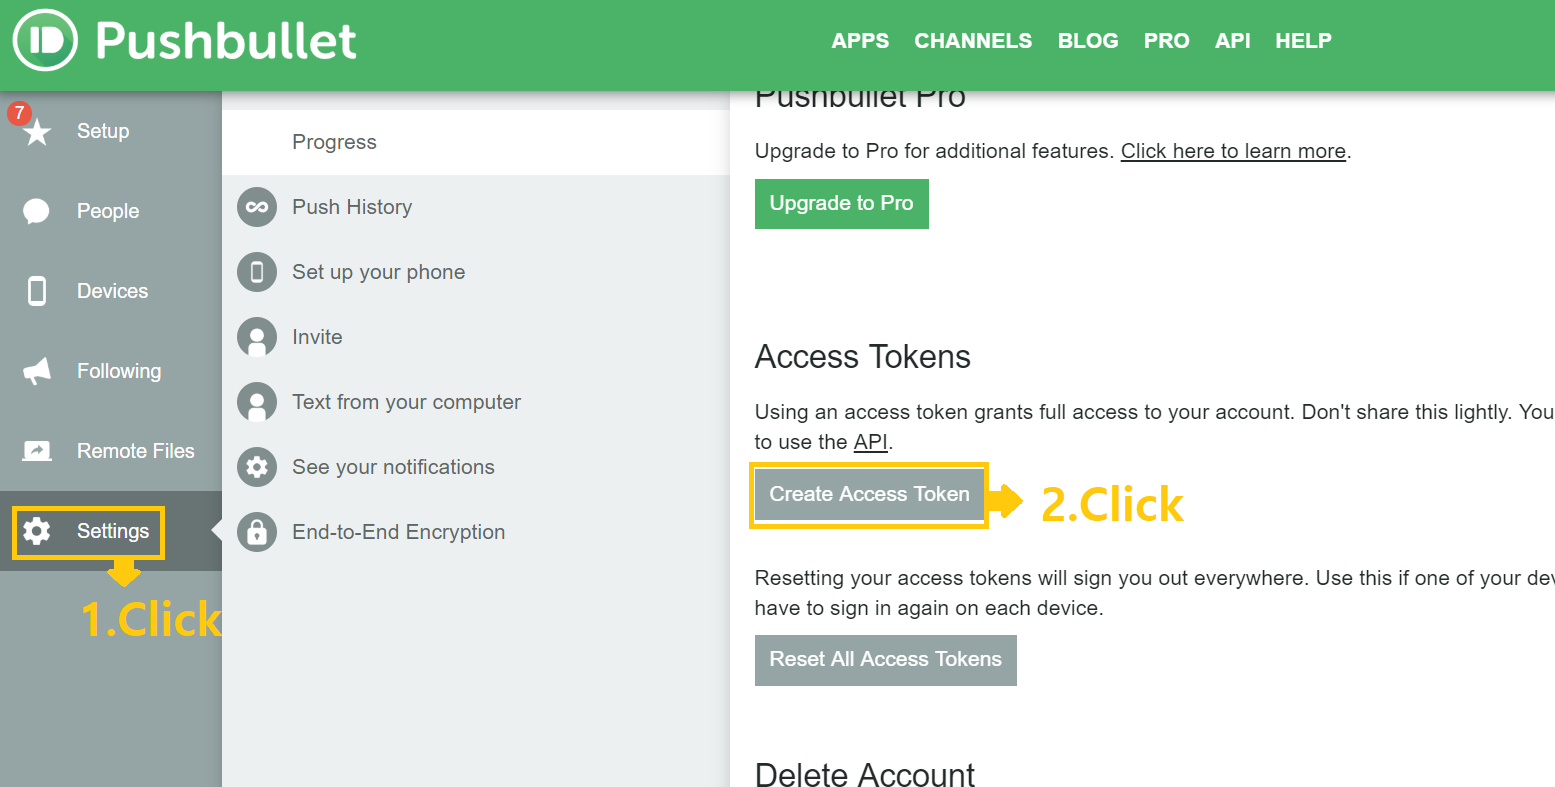 Pushbullet
APPS CHANNELS BLOG PRO API HELP
7
Setup
People
Devices
Following
Remote Files
Settings
1.Click
Progress
Push History
Set up your phone
Invite
Text from your computer
See your notifications
End-to-End Encryption
Pushbullet Pro
Upgrade to Pro for additional features. Click here to learn more.
Upgrade to Pro
Access Tokens
Using an access token grants full access to your account. Don't share this lightly. You
to use the API.
Create Access Token
2.Click
Resetting your access tokens will sign you out everywhere. Use this if one of your dev
have to sign in again on each device.
Reset All Access Tokens
Delete Account